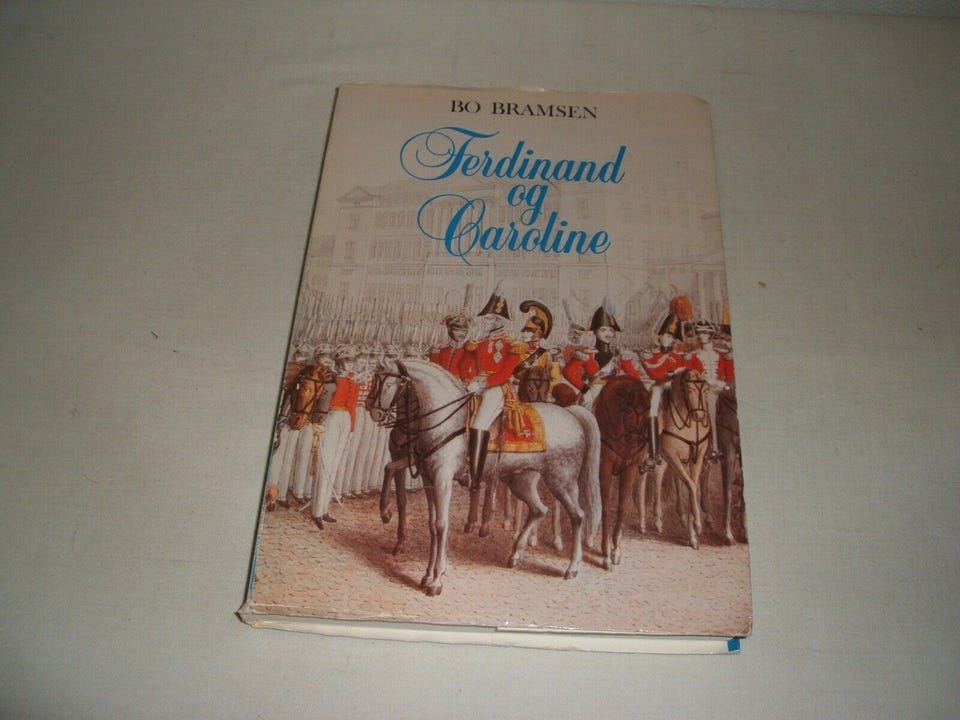 BO BRAMSEN
Ferdinand
og
Caroline